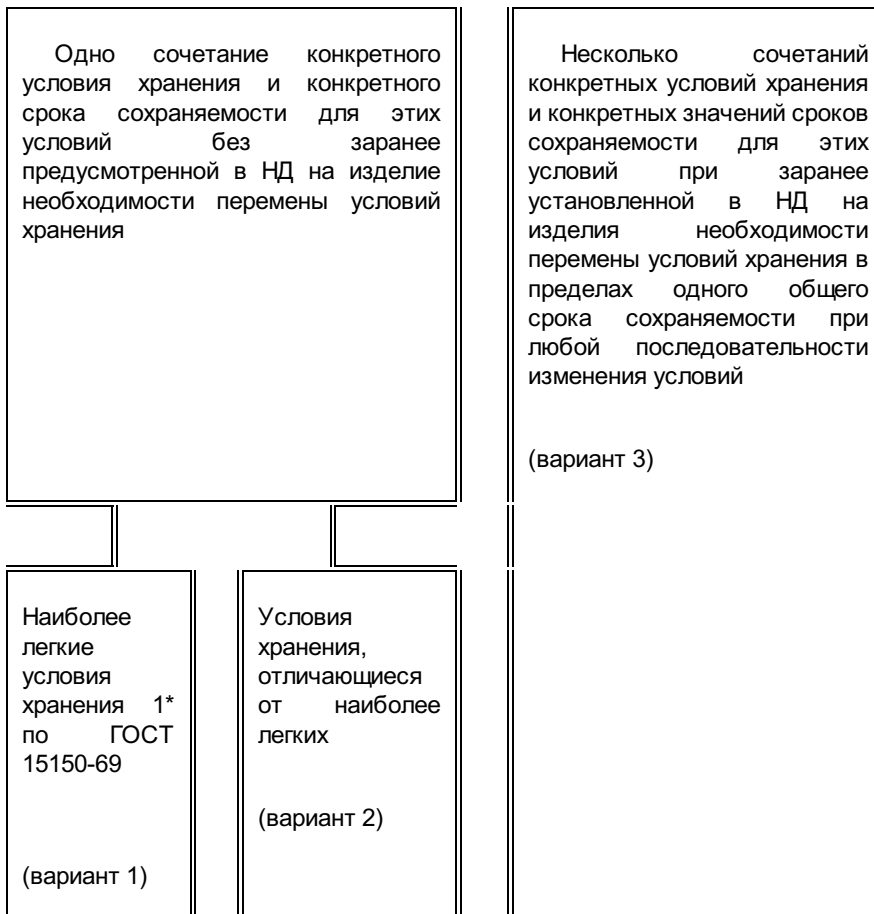 Одно сочетание конкретного
условия хранения и конкретного
срока сохраняемости для этих
условий без заранее
предусмотренной в НД на изделие
необходимости перемены условий
хранения
Несколько сочетаний
конкретных условий хранения
и конкретных значений сроков
сохраняемости для этих
условий при заранее
установленной в НД на
изделия необходимости
перемены условий хранения в
пределах одного общего
срока сохраняемости при
любой последовательности
изменения условий
(вариант 3)
Наиболее
легкие
условия
хранения 1*
по ГОСТ
15150-69
(вариант 1)
Условия
хранения,
отличающиеся
от наиболее
легких
(вариант 2)